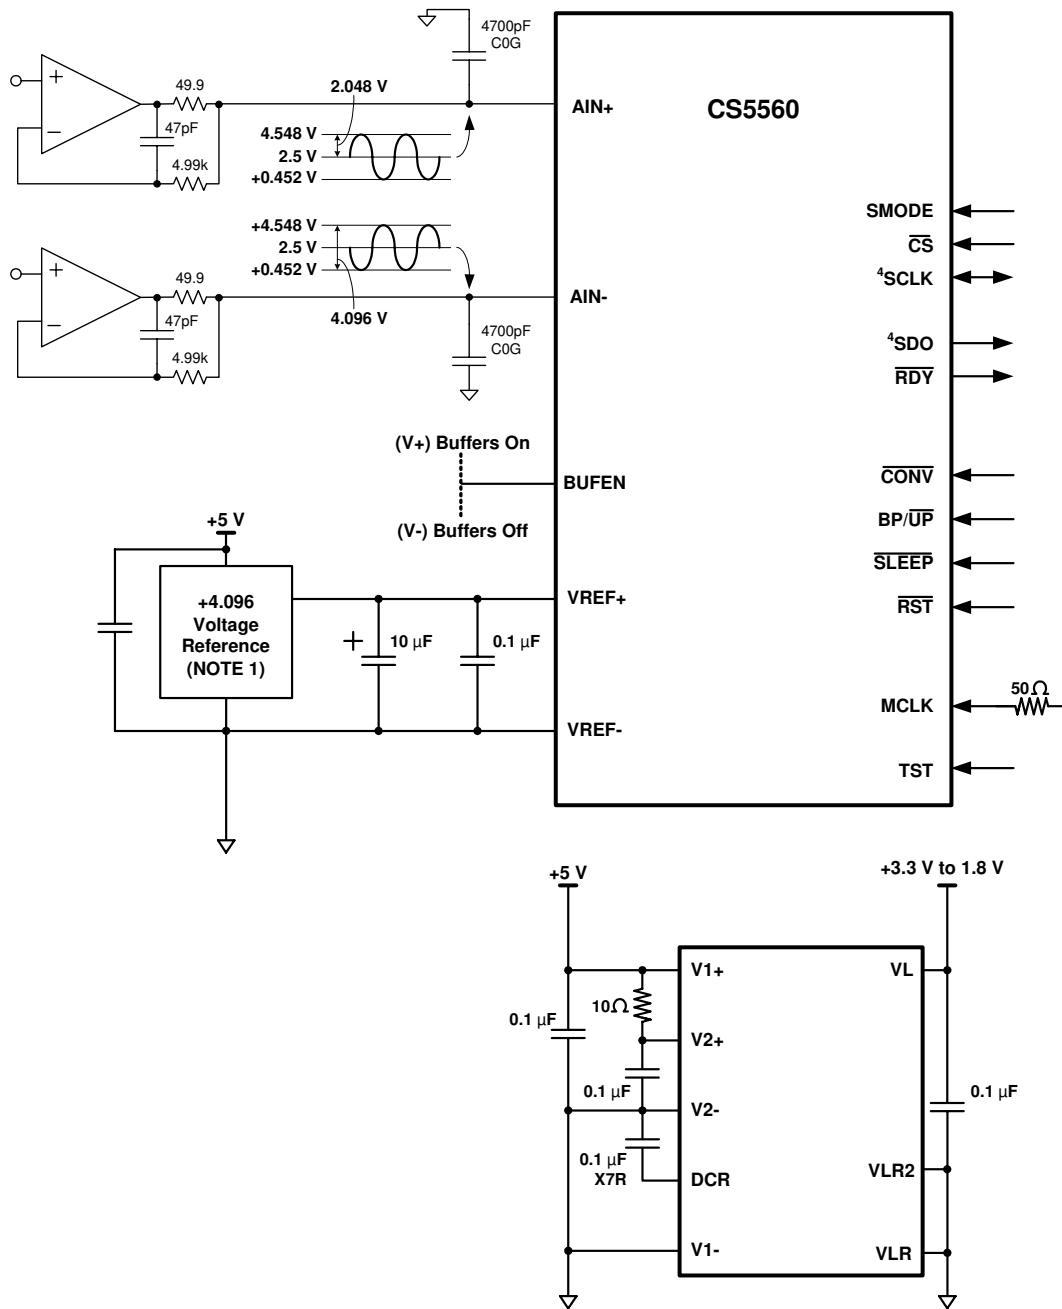 4700pF
C0G
49.9
2.048 V
AIN+
CS5560
+
−
47pF
4.99k
4.548 V
2.5 V
+0.452 V
SMODE
CS
4SCLK
+4.548 V
2.5 V
+0.452 V
+
−
49.9
47pF
4.99k
4.096 V
AIN-
4700pF
C0G
4SDO
RDY
(V+) Buffers On
BUFEN
(V-) Buffers Off
CONV
BP/UP
SLEEP
RST
+5 V
+4.096
Voltage
Reference
(NOTE 1)
+
10 µF
0.1 µF
VREF+
VREF-
50Ω
MCLK
TST
+5 V
+3.3 V to 1.8 V
V1+
VL
10Ω
0.1 µF
V2+
0.1 µF
0.1 µF
V2-
0.1 µF
X7R
DCR
VLR2
V1-
VLR